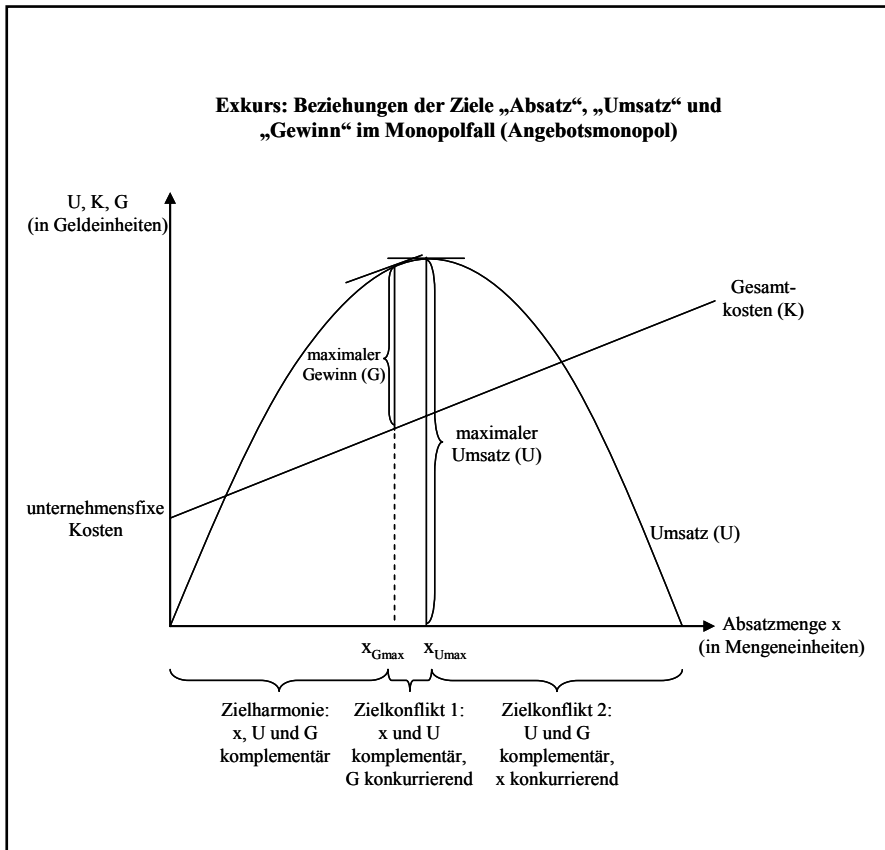 Exkurs: Beziehungen der Ziele „Absatz“, „Umsatz“ und
„Gewinn“ im Monopolfall (Angebotsmonopol)
U, K, G
(in Geldeinheiten)
Gesamt-
kosten (K)
maximaler
Gewinn (G)
maximaler
Umsatz (U)
unternehmensfixe
Kosten
Umsatz (U)
Absatzmenge x
(in Mengeneinheiten)
xGmax
xUmax
Zielharmonie:
x, U und G
komplementär
Zielkonflikt 1:
x und U
komplementär,
G konkurrierend
Zielkonflikt 2:
U und G
komplementär,
x konkurrierend